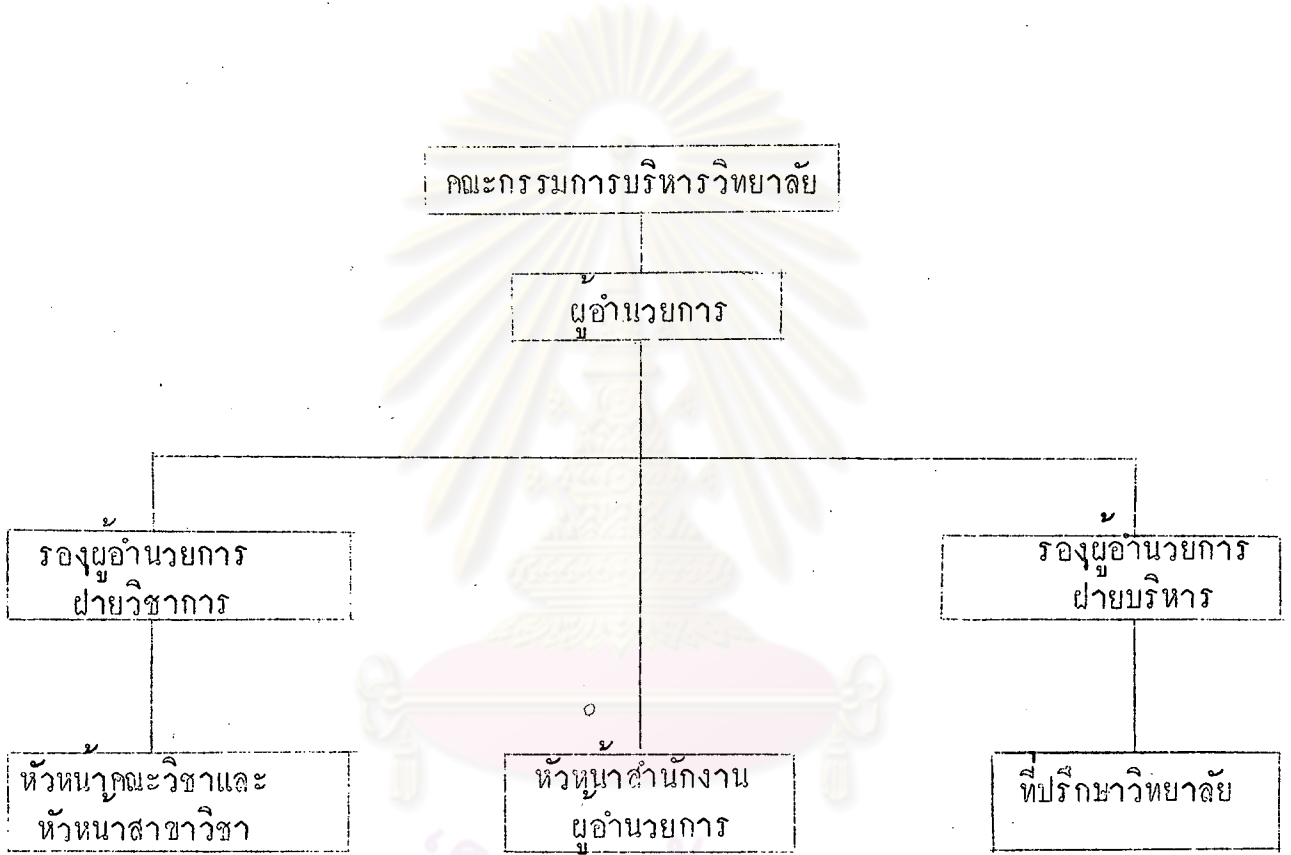 คณะกรรมการบริหารวิทยาลัย
ผู้อำนวยการ
รองผู้อำนวยการ
ฝ่ายวิชาการ
รองผู้อำนวยการ
ฝ่ายบริหาร
หัวหน้าคณะวิชาและ
หัวหน้าสาขาวิชา
หัวหน้าสำนักงาน
ผู้อำนวยการ
ที่ปรึกษาวิทยาลัย